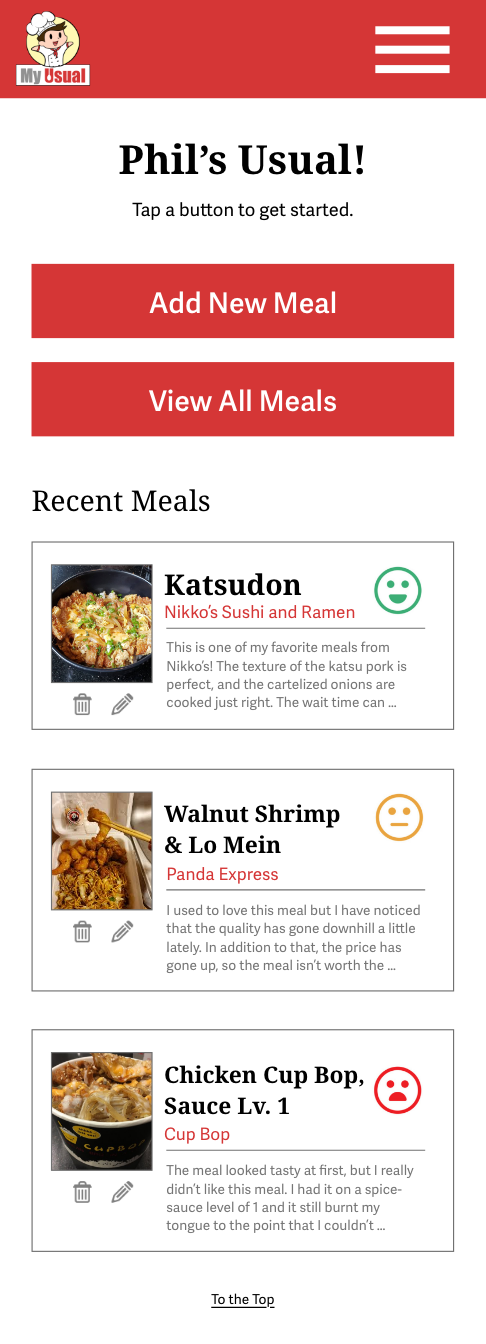 My Usual
Phil’s Usual!
Tap a button to get started.
Add New Meal
View All Meals
Recent Meals
Katsudon
Nikko’s Sushi and Ramen
This is one of my favorite meals from
Nikko’s! The texture of the katsu pork is
perfect, and the cartelized onions are
cooked just right. The wait time can ...
Walnut Shrimp
& Lo Mein
Panda Express
I used to love this meal but I have noticed
that the quality has gone downhill a little
lately. In addition to that, the price has
gone up, so the meal isn’t worth the ...
Chicken Cup Bop,
Sauce Lv. 1
Cup Bop
CUPBOP
The meal looked tasty at first, but I really
didn’t like this meal. I had it on a spice-
sauce level of 1 and it still burnt my
tongue to the point that I couldn’t ...
To the Top